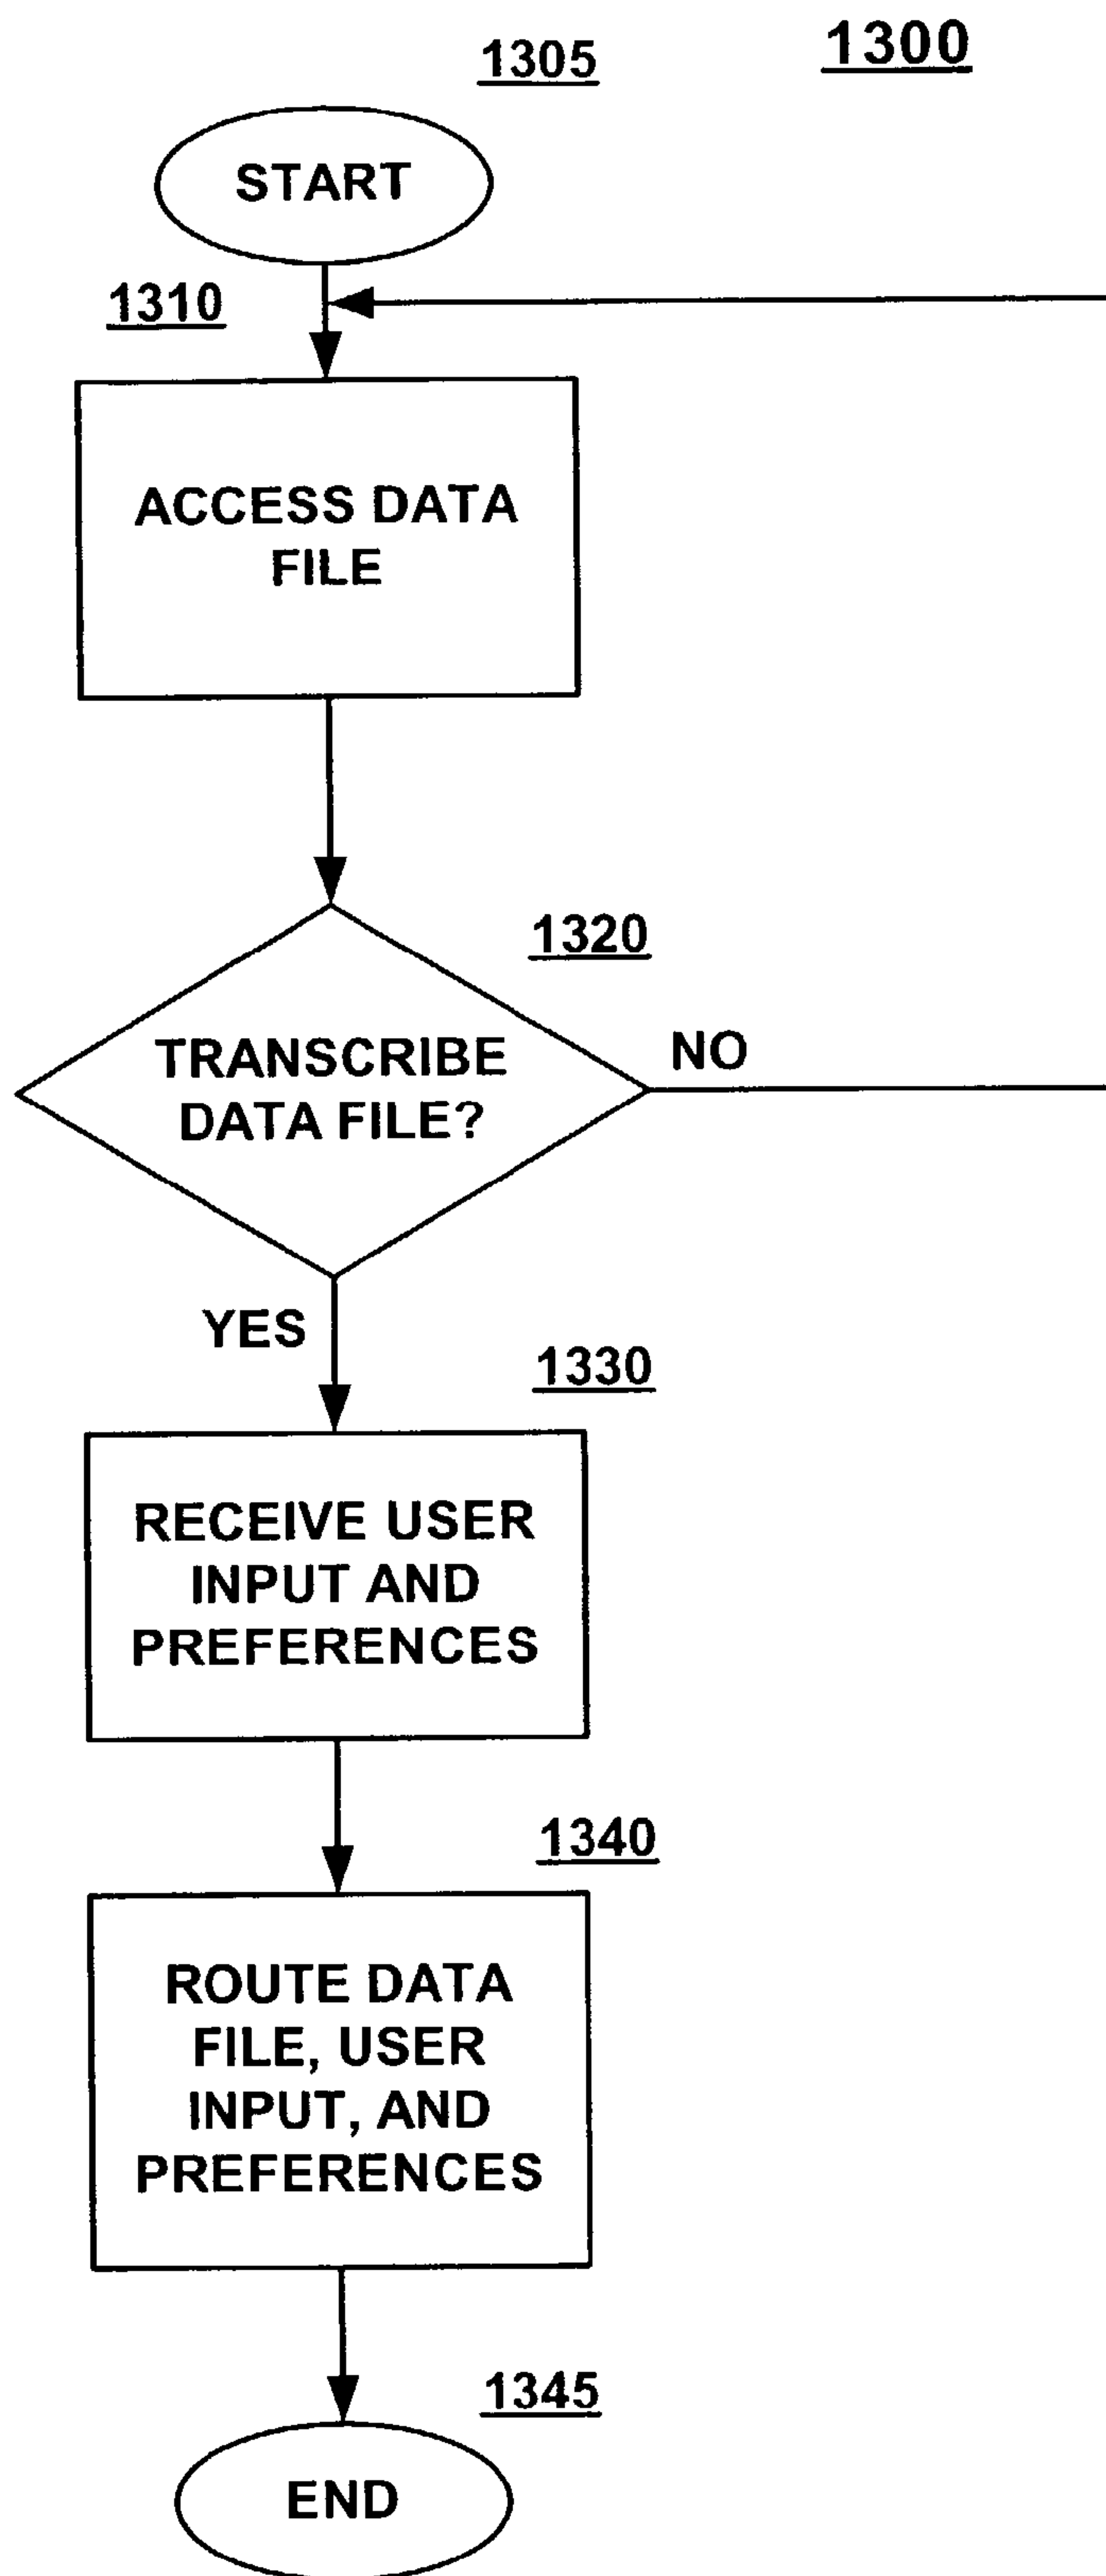 1305
1300
START
1310
ACCESS DATA
FILE
1320
TRANSCRIBE
DATA FILE?
NO
YES
1330
RECEIVE USER
INPUT AND
PREFERENCES
1340
ROUTE DATA
FILE, USER
INPUT, AND
PREFERENCES
1345
END